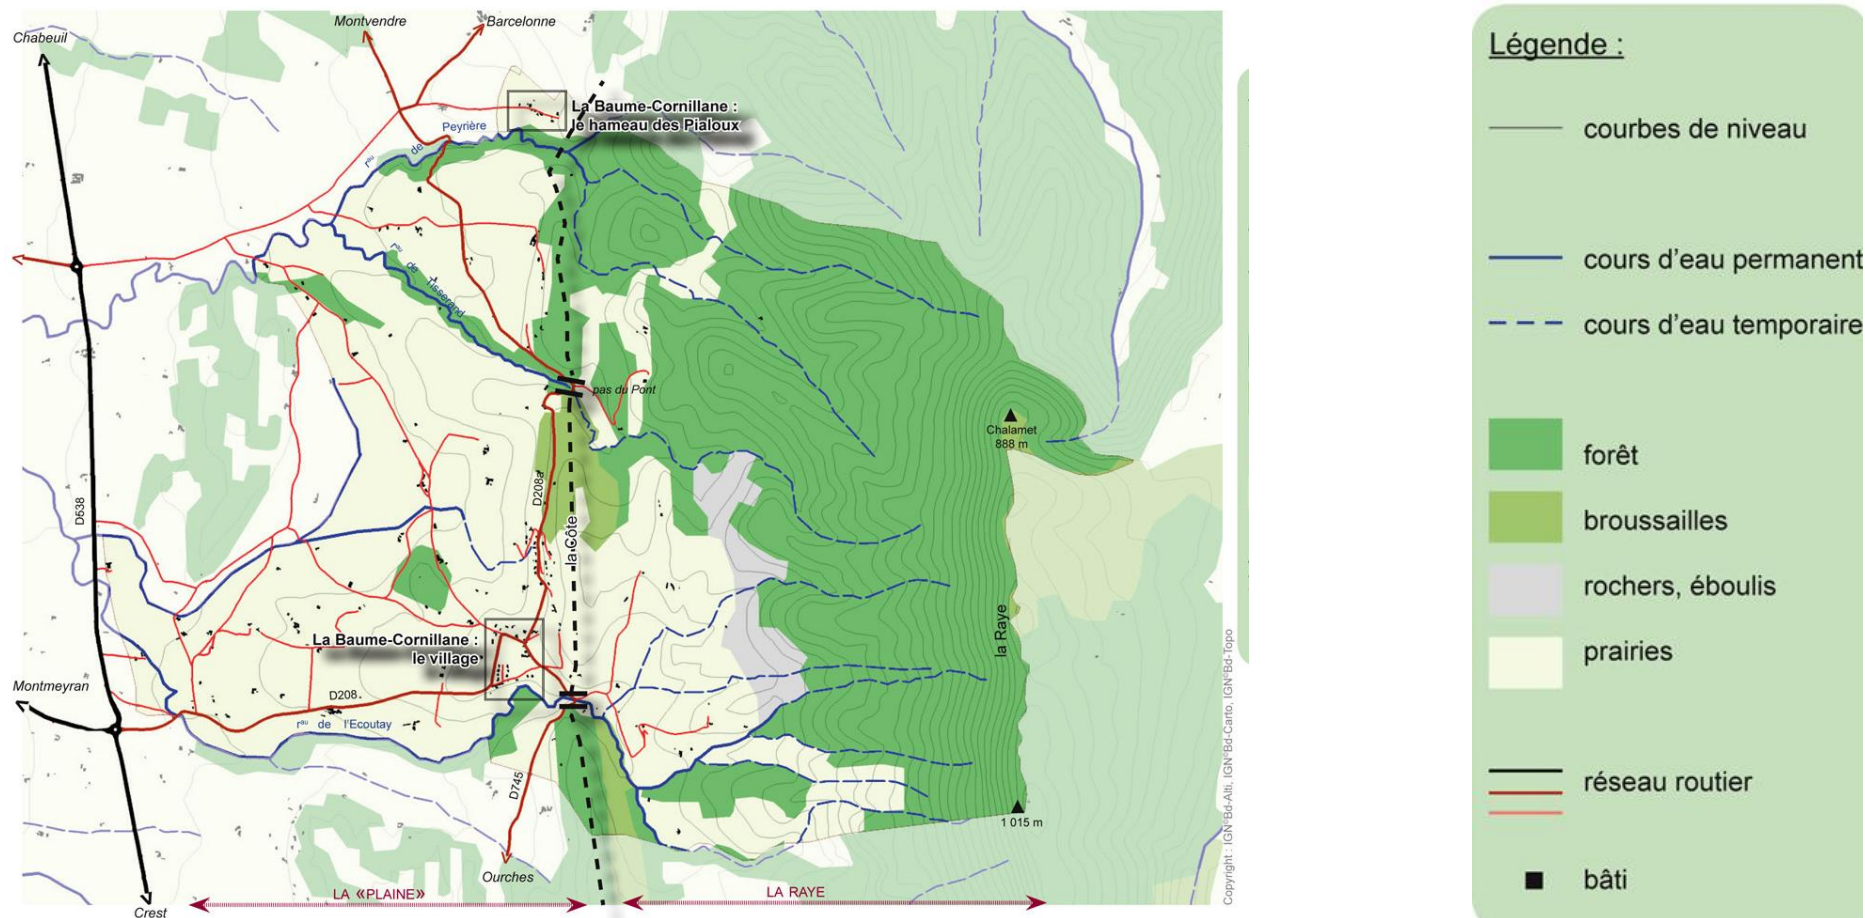 Montvendre
Barcelonne
Chabeuil
La Baume-Cornillane :
le hameau des Pialoux
rau de Peyrière
rau de Tisserand
pas du Pont
Chalamet
888 m
D538
D208a
la Côte
la Raye
La Baume-Cornillane :
le village
Montmeyran
D208
rau de l'Ecoutay
D745
1 015 m
Ourches
Crest
LA «PLAINE»
LA RAYE
Copyright : IGN©Bd-Alti, IGN©Bd-Carto, IGN©Bd-Topo
Légende :
courbes de niveau
cours d'eau permanent
cours d'eau temporaire
forêt
broussailles
rochers, éboulis
prairies
réseau routier
bâti